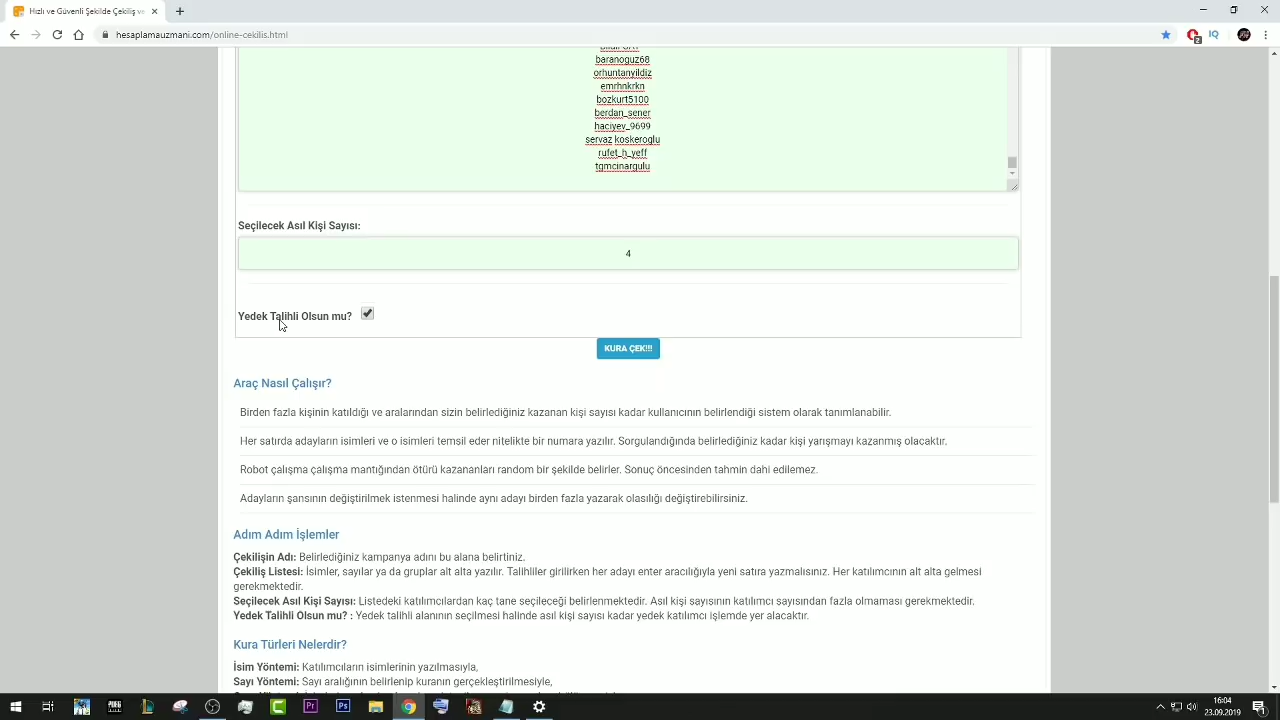 Hızlı ve Güvenli Şekilde Çekiliş
hesaplamauzmani.com/online-cekilis.html
2
IQ
baranoguz68
orhuntanyildiz
emrhnkrkn
bozkurt5100
berdan_sener
haciyev_9699
servaz koskeroglu
rufet_h_yeff
tgmcinargulu
Seçilecek Asıl Kişi Sayısı:
4
Yedek Talihli Olsun mu?
KURA ÇEK!!!
Araç Nasıl Çalışır?
Birden fazla kişinin katıldığı ve aralarından sizin belirlediğiniz kazanan kişi sayısı kadar kullanıcının belirlendiği sistem olarak tanımlanabilir.
Her satırda adayların isimleri ve o isimleri temsil eder nitelikte bir numara yazılır. Sorgulandığında belirlediğiniz kadar kişi yarışmayı kazanmış olacaktır.
Robot çalışma çalışma mantığından ötürü kazananları random bir şekilde belirler. Sonuç öncesinden tahmin dahi edilemez.
Adayların şansının değiştirilmek istenmesi halinde aynı adayı birden fazla yazarak olasılığı değiştirebilirsiniz.
Adım Adım İşlemler
Çekilişin Adı: Belirlediğiniz kampanya adını bu alana belirtiniz.
Çekiliş Listesi: İsimler, sayılar ya da gruplar alt alta yazılır. Talihliler girilirken her adayı enter aracılığıyla yeni satıra yazmalısınız. Her katılımcının alt alta gelmesi
gerekmektedir.
Seçilecek Asıl Kişi Sayısı: Listedeki katılımcılardan kaç tane seçileceği belirlenmektedir. Asıl kişi sayısının katılımcı sayısından fazla olmaması gerekmektedir.
Yedek Talihli Olsun mu? : Yedek talihli alanının seçilmesi halinde asıl kişi sayısı kadar yedek katılımcı işlemde yer alacaktır.
Kura Türleri Nelerdir?
İsim Yöntemi: Katılımcıların isimlerinin yazılmasıyla,
Sayı Yöntemi: Sayı aralığının belirlenip kuranın gerçekleştirilmesiyle,
16:04
23.09.2019